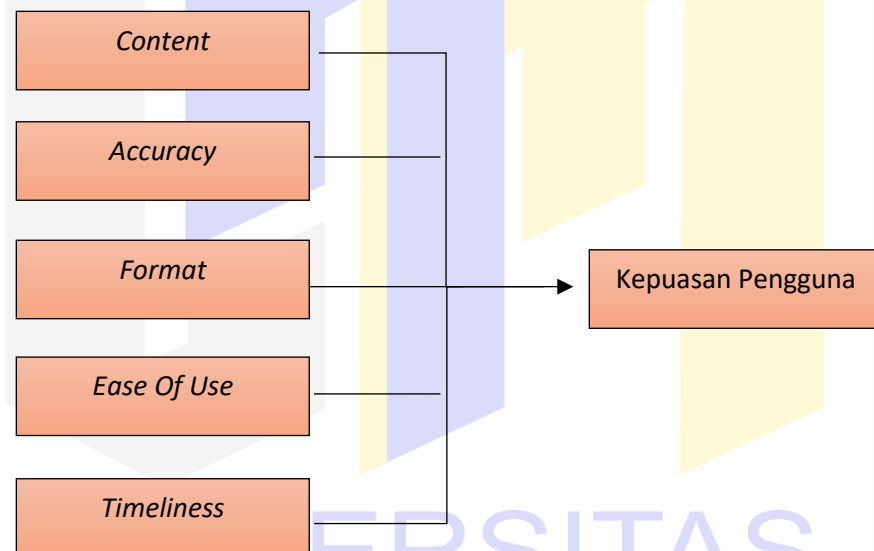 Content
Accuracy
Format
Kepuasan Pengguna
Ease Of Use
Timeliness
ERSITAS